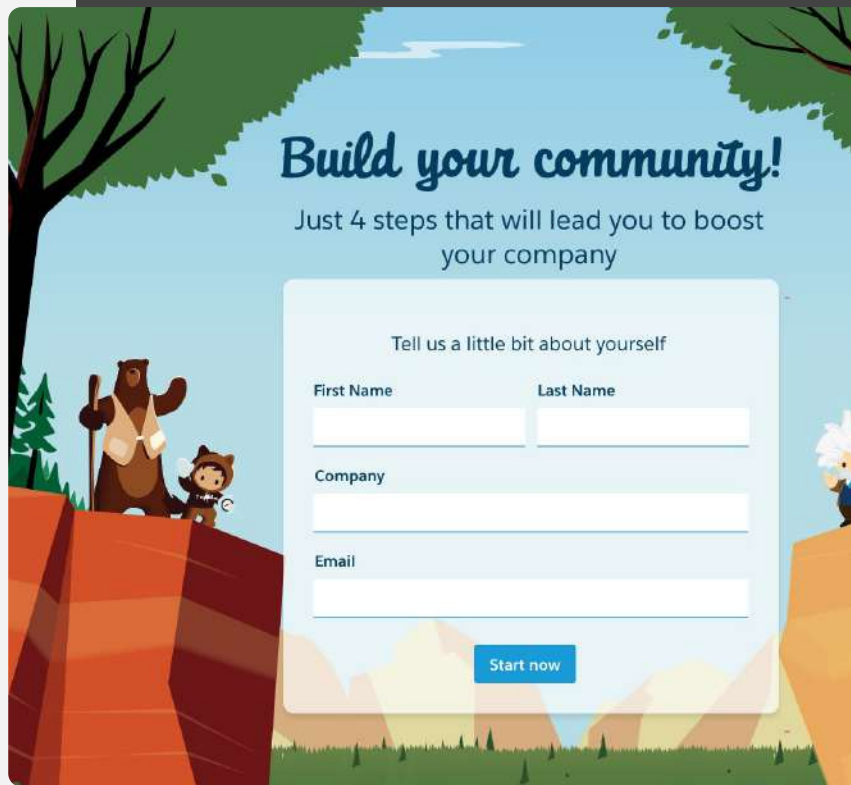 Build your community!
Just 4 steps that will lead you to boost
your company
Tell us a little bit about yourself
First Name
Last Name
Company
Email
Start now